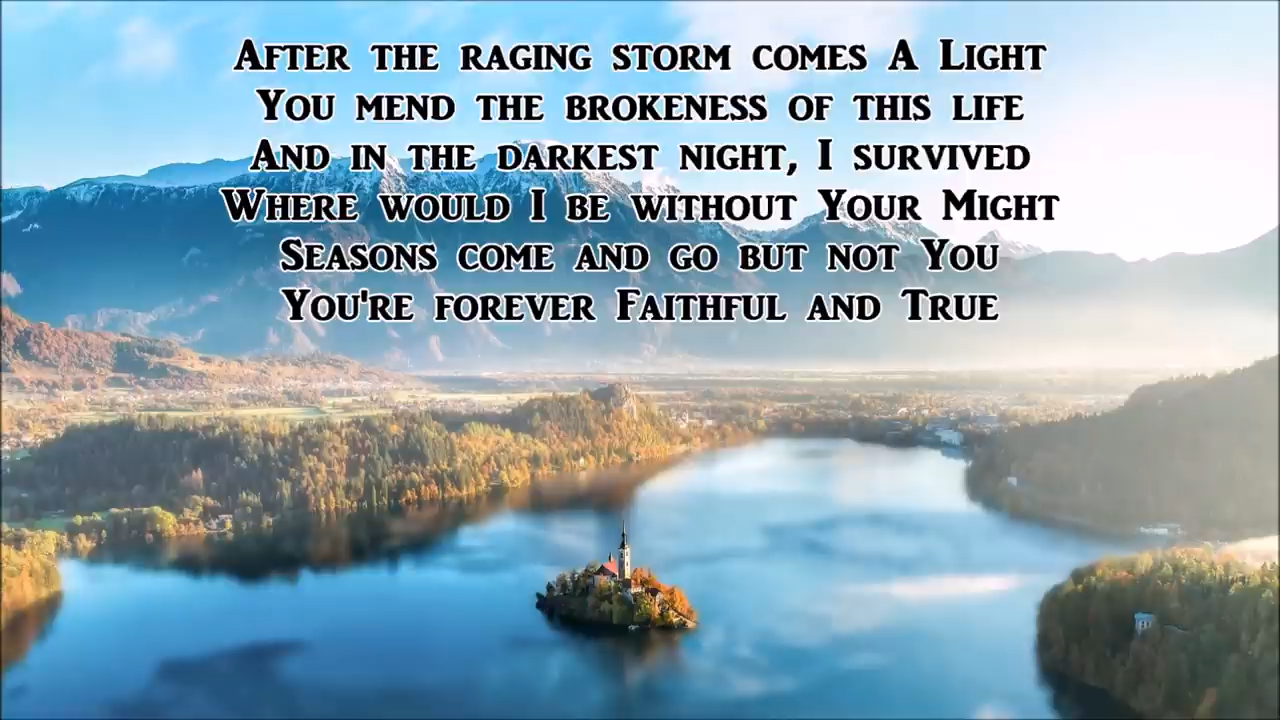 After the raging storm comes A Light
You mend the brokeness of this life
And in the darkest night, I survived
Where would I be without Your Might
Seasons come and go but not You
You're forever Faithful and True